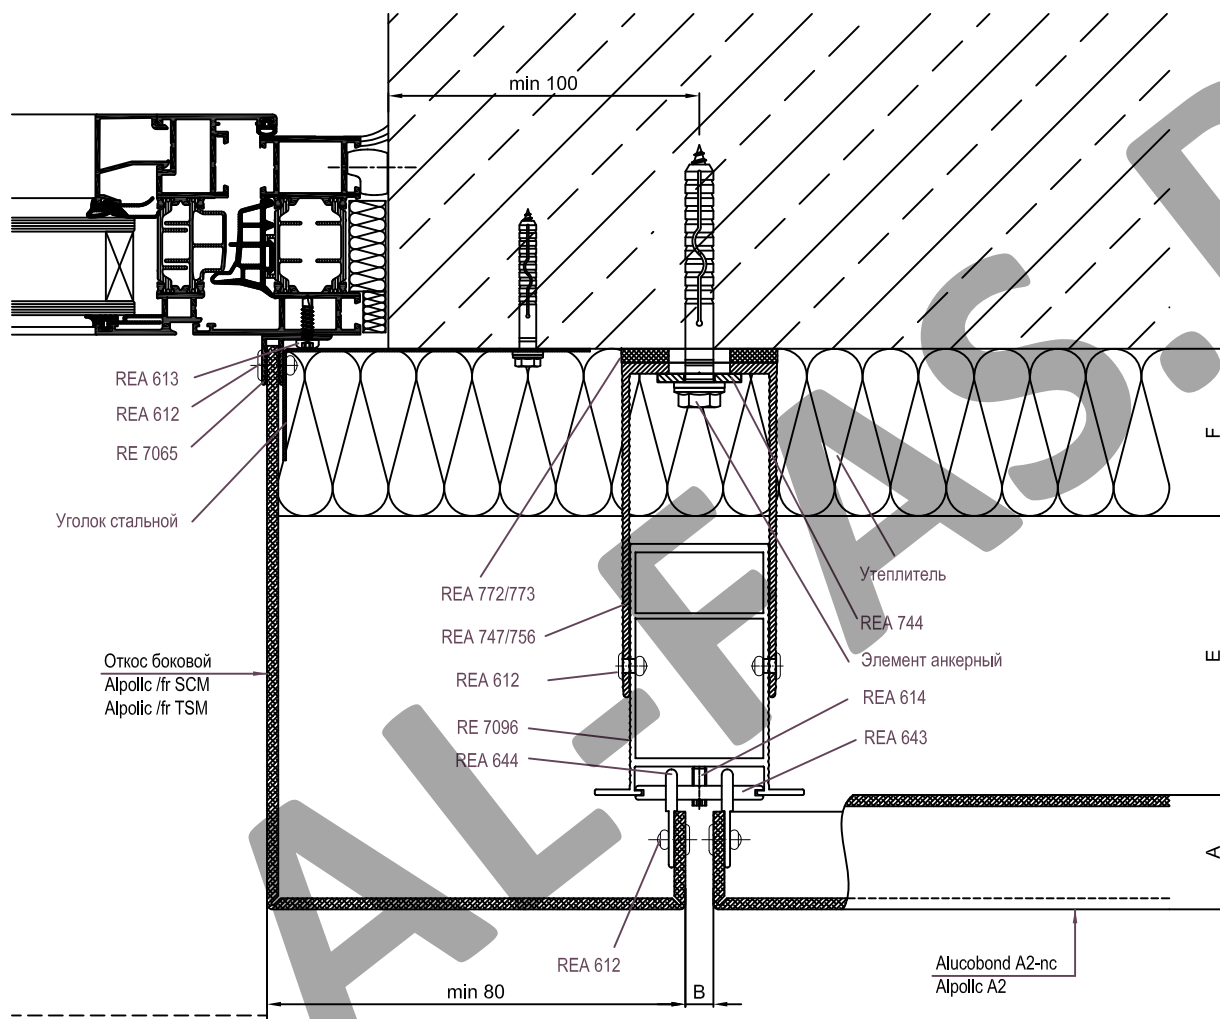 min 100
REA 613
REA 612
RE 7065
Уголок стальной
F
REA 772/773
Утеплитель
REA 747/756
REA 744
Откос боковой
Alpolic /fr SCM
Alpolic /fr TSM
REA 612
Элемент анкерный
E
REA 614
RE 7096
REA 643
REA 644
A
REA 612
Alucobond A2-nc
Alpolic A2
min 80
B
AL-FAS.